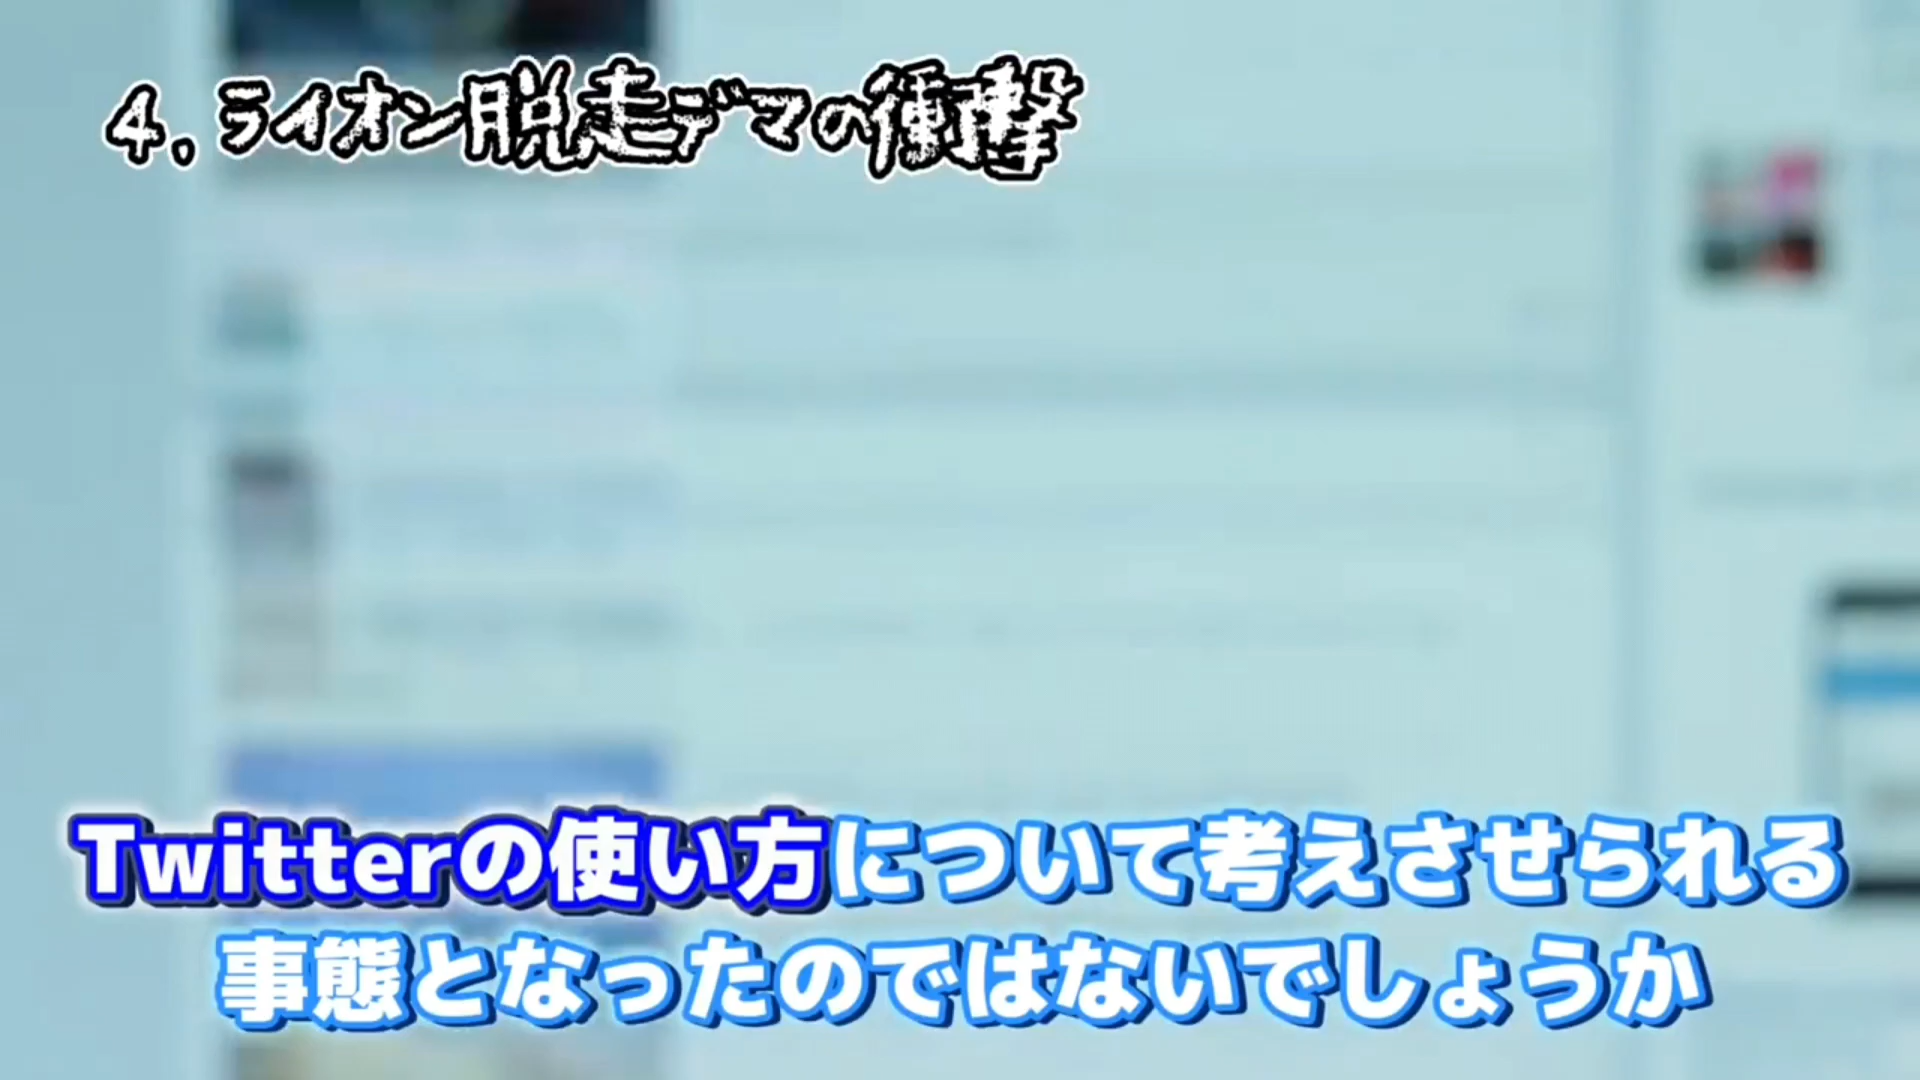 4.ライオン脱走デマの衝撃
Twitterの使い方について考えさせられる
事態となったのではないでしょうか